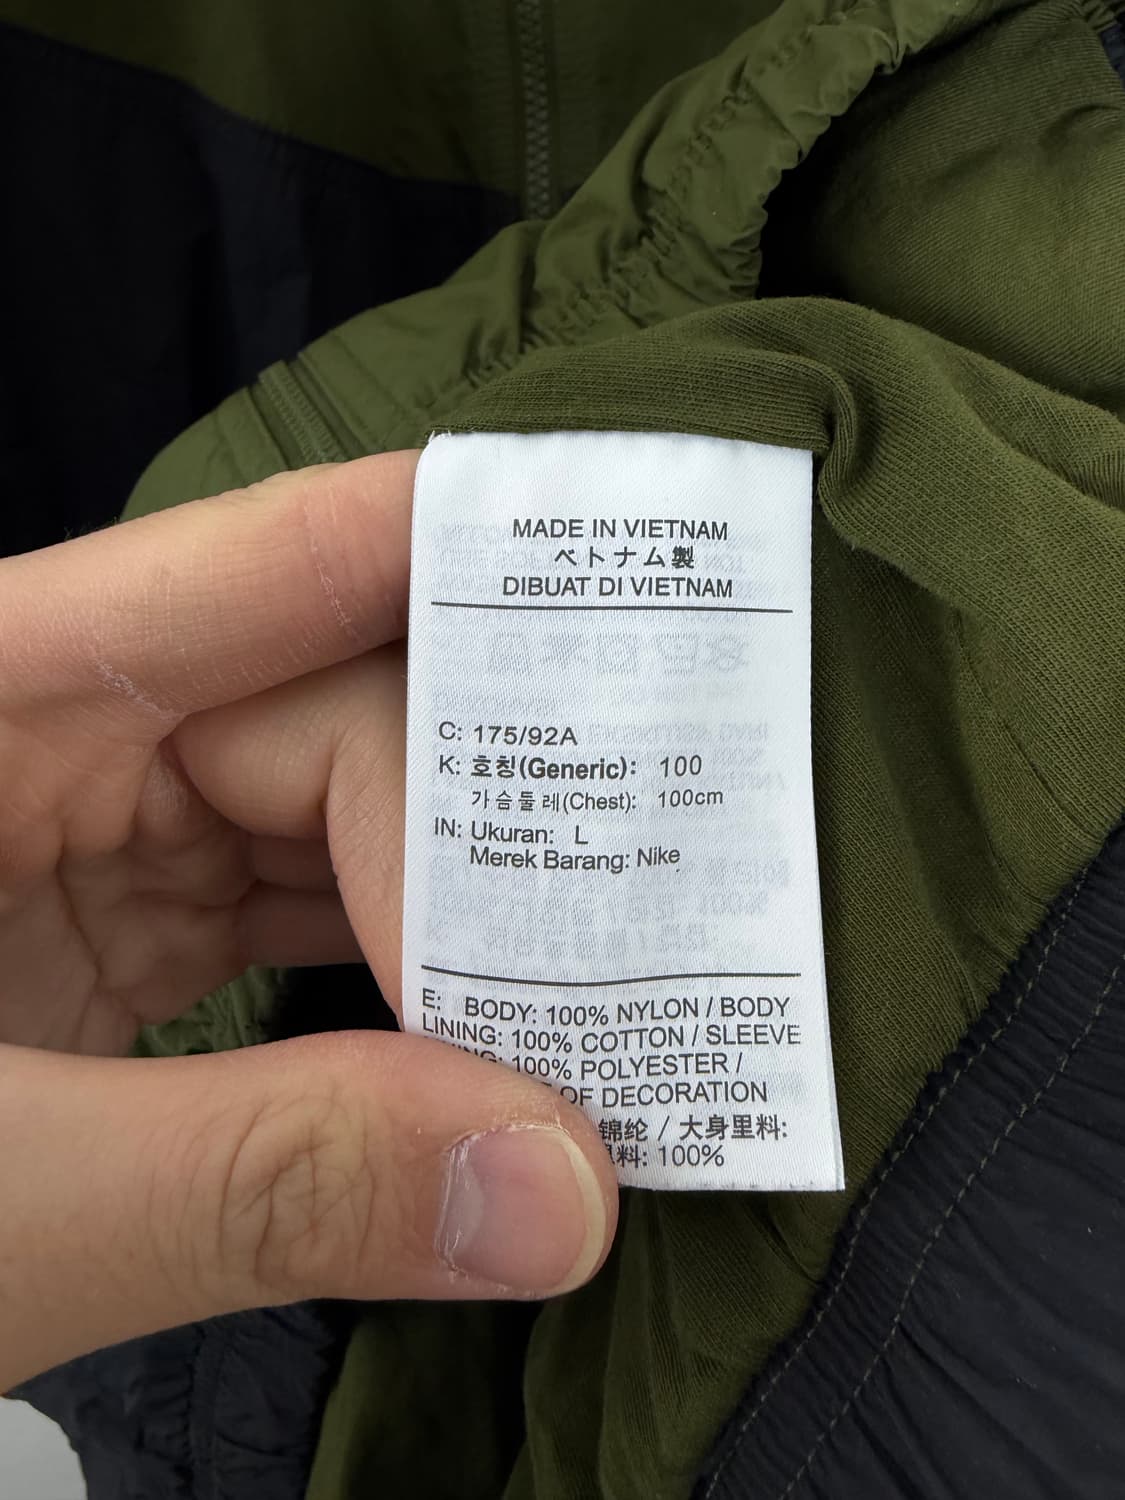 MADE IN VIETNAM
ベトナム製
DIBUAT DI VIETNAM
C: 175/92A
K: 호칭(Generic): 100
가슴둘레(Chest): 100cm
IN: Ukuran: L
Merek Barang: Nike
E: BODY: 100% NYLON / BODY
LINING: 100% COTTON / SLEEVE
100% POLYESTER /
OF DECORATION
锦纶 / 大身里料:
料: 100%